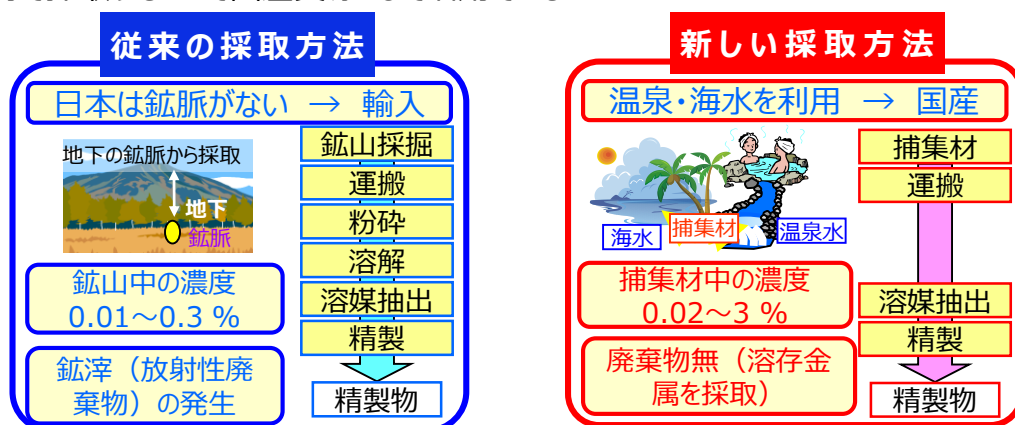 従来の採取方法
日本は鉱脈がない → 輸入
地下の鉱脈から採取
地下
鉱脈
鉱山中の濃度
0.01～0.3 %
鉱滓（放射性廃
棄物）の発生
鉱山採掘
運搬
粉砕
溶解
溶媒抽出
精製
精製物
新しい採取方法
温泉・海水を利用 → 国産
海水
捕集材
温泉水
捕集材中の濃度
0.02～3 %
廃棄物無（溶存金
属を採取）
捕集材
運搬
溶媒抽出
精製
精製物